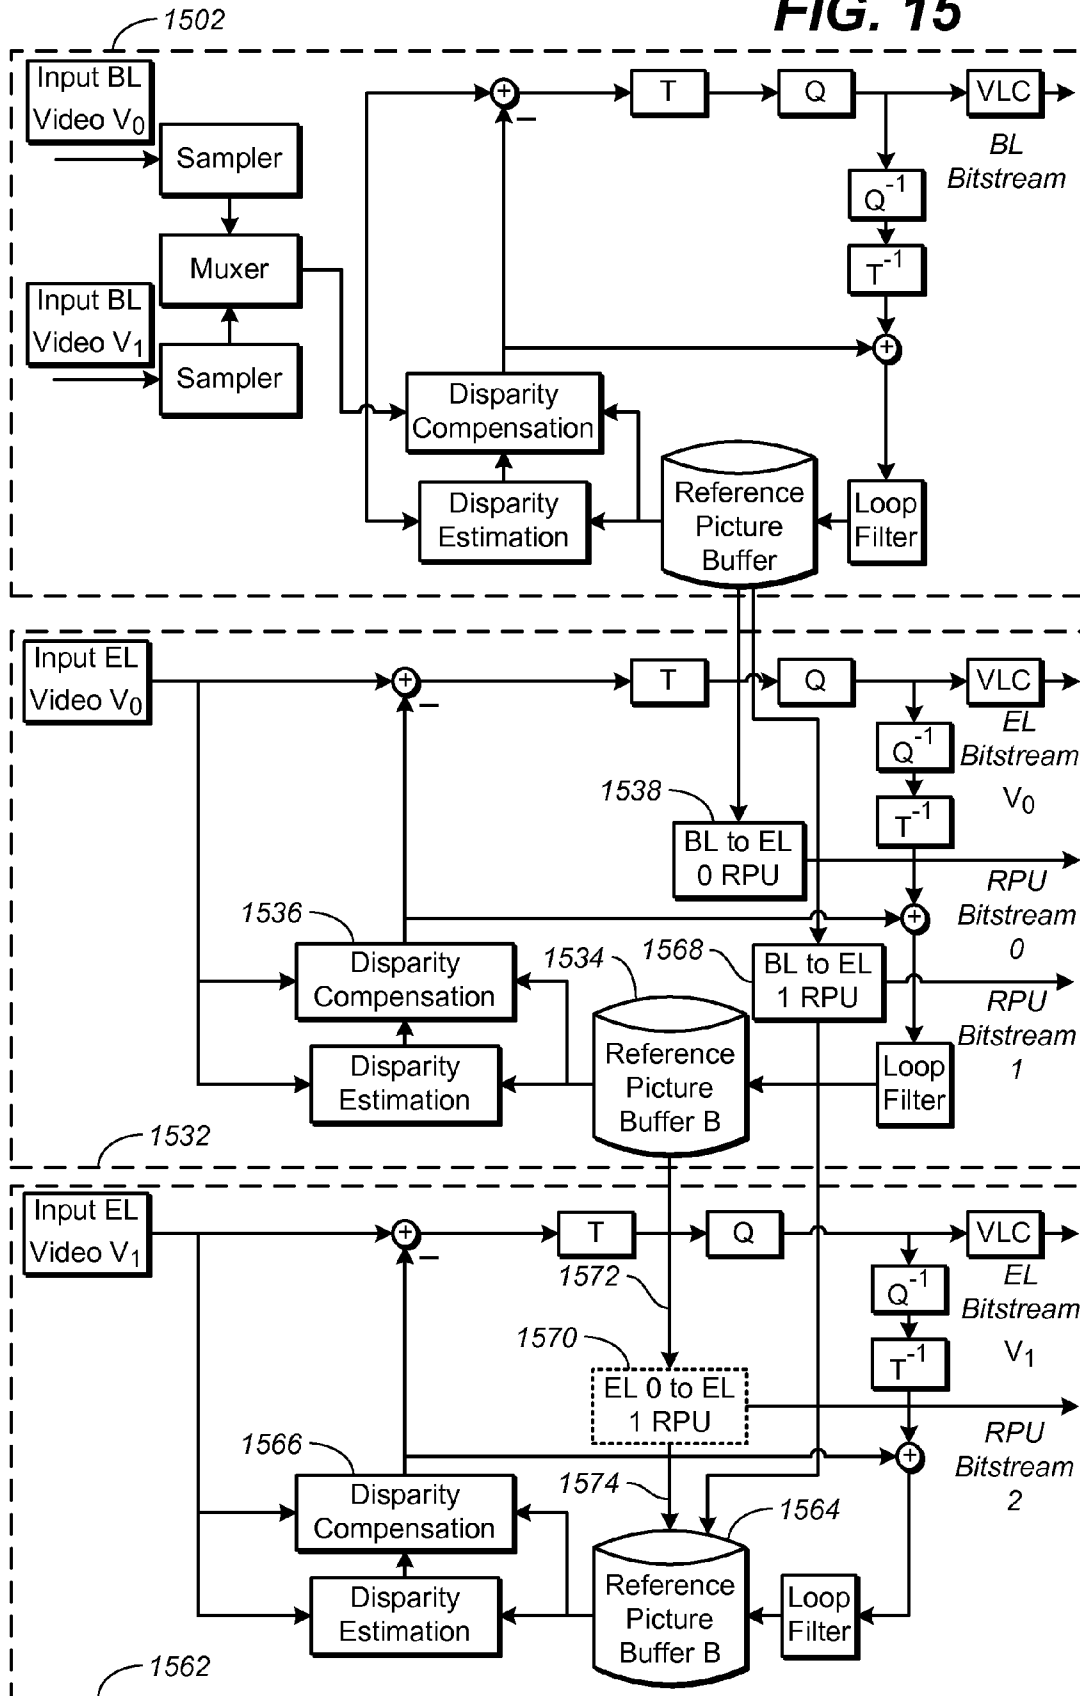 FIG. 15
1502
Input BL
Video V0
Sampler
Muxer
Input BL
Video V1
Sampler
+
−
T
Q
VLC
BL
Bitstream
Q-1
T-1
+
Disparity
Compensation
Disparity
Estimation
Reference
Picture
Buffer
Loop
Filter
Input EL
Video V0
+
−
T
Q
VLC
EL
Bitstream
V0
Q-1
T-1
1538
BL to EL
0 RPU
RPU
Bitstream
0
+
1536
Disparity
Compensation
1534
1568
BL to EL
1 RPU
RPU
Bitstream
1
Disparity
Estimation
Reference
Picture
Buffer B
Loop
Filter
1532
Input EL
Video V1
+
−
T
Q
VLC
EL
Bitstream
V1
Q-1
T-1
1572
1570
EL 0 to EL
1 RPU
RPU
Bitstream
2
+
1566
Disparity
Compensation
1574
1564
Disparity
Estimation
Reference
Picture
Buffer B
Loop
Filter
1562